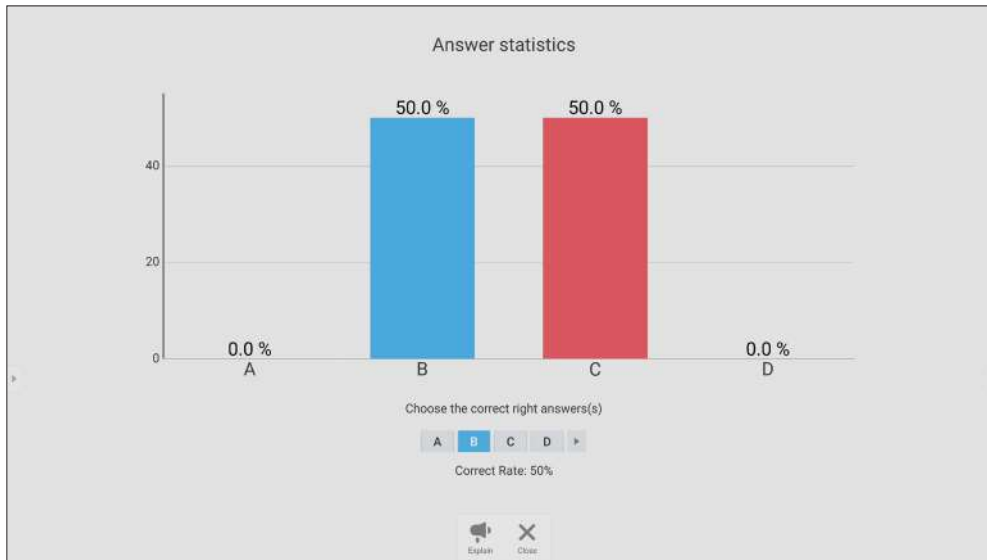 Answer statistics
50.0 % 50.0 %
40
20
0.0 % 0.0 %
0
A B C D
Choose the correct right answers(s)
A B C D
Correct Rate: 50%
Explain Close